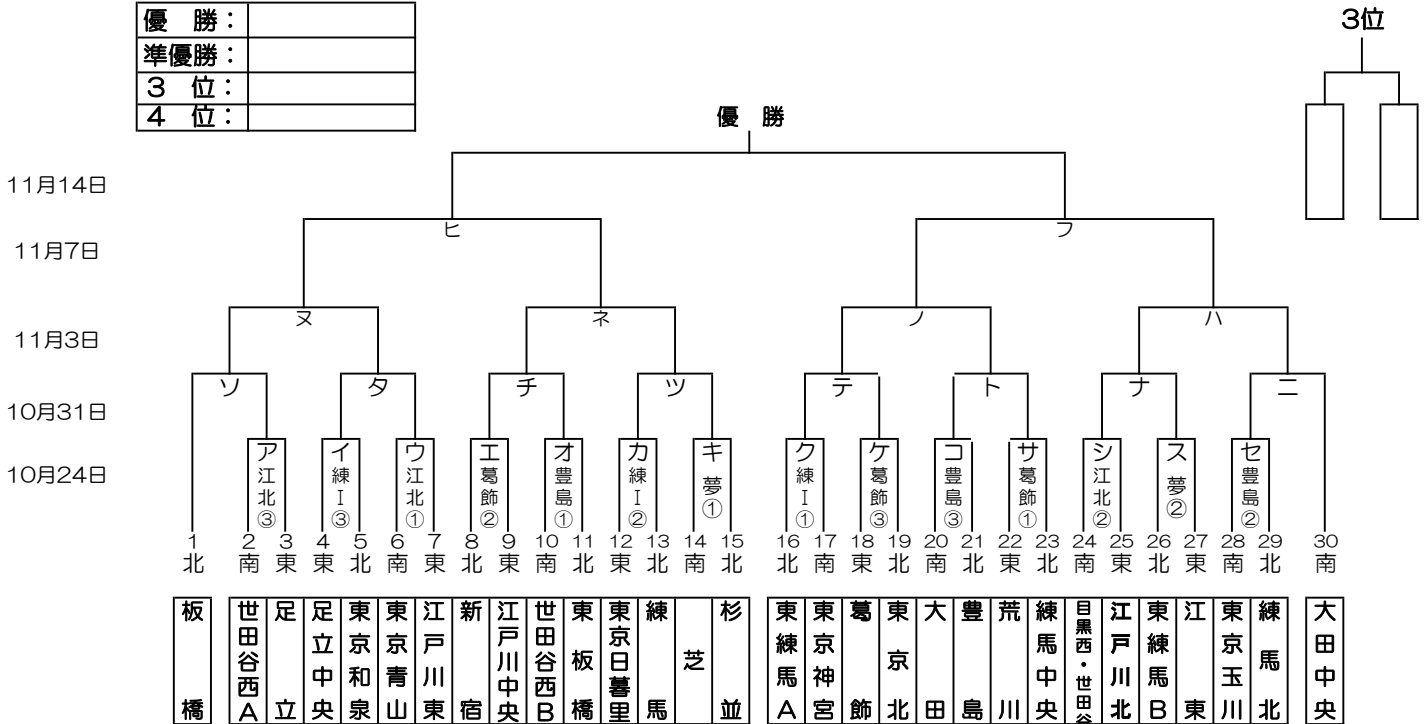 優　勝：
準優勝：
３　位：
４　位：
3位
優　勝
11月14日
ヒ フ
11月7日
ヌ ネ ノ ハ
11月3日
ソ タ チ ツ テ ト ナ ニ
10月31日
10月24日
ア 江北③
イ 練Ⅰ③
ウ 江北①
エ 葛飾②
オ 豊島①
カ 練Ⅰ②
キ 夢①
ク 練Ⅰ①
ケ 葛飾③
コ 豊島③
サ 葛飾①
シ 江北②
ス 夢②
セ 豊島②
1 2 3 4 5 6 7 8 9 10 11 12 13 14 15 16 17 18 19 20 21 22 23 24 25 26 27 28 29 30
北 南 東 東 北 南 東 北 東 南 北 東 北 南 北 北 南 東 北 南 北 東 北 南 東 北 東 南 北 南
板橋
世田谷西A
足立
足立中央
東京和泉
東京青山
江戸川東
新宿
江戸川中央
世田谷西B
東板橋
東京日暮里
練馬
芝
杉並
東練馬A
東京神宮
葛飾
東京北
大田
豊島
荒川
練馬中央
目黒西・世田谷
江戸川北
東練馬B
江東
東京玉川
練馬北
大田中央